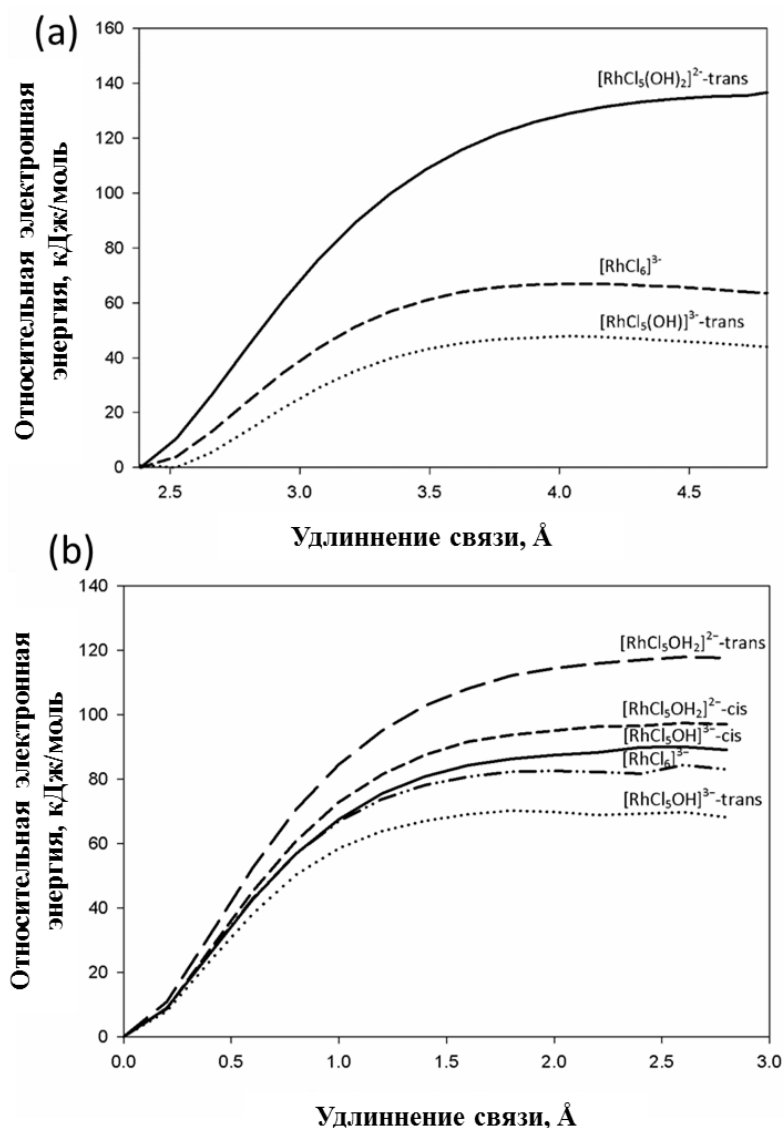 (a)
Относительная электронная
энергия, кДж/моль
160
140
120
100
80
60
40
20
0
[RhCl₅(OH)₂]²⁻-trans
[RhCl₆]³⁻
[RhCl₅(OH)]³⁻-trans
2.5 3.0 3.5 4.0 4.5
Удлиннение связи, Å
(b)
Относительная электронная
энергия, кДж/моль
140
120
100
80
60
40
20
0
[RhCl₅OH₂]²⁻-trans
[RhCl₅OH₂]²⁻-cis
[RhCl₅OH]³⁻-cis
[RhCl₆]³⁻
[RhCl₅OH]³⁻-trans
0.0 0.5 1.0 1.5 2.0 2.5 3.0
Удлиннение связи, Å